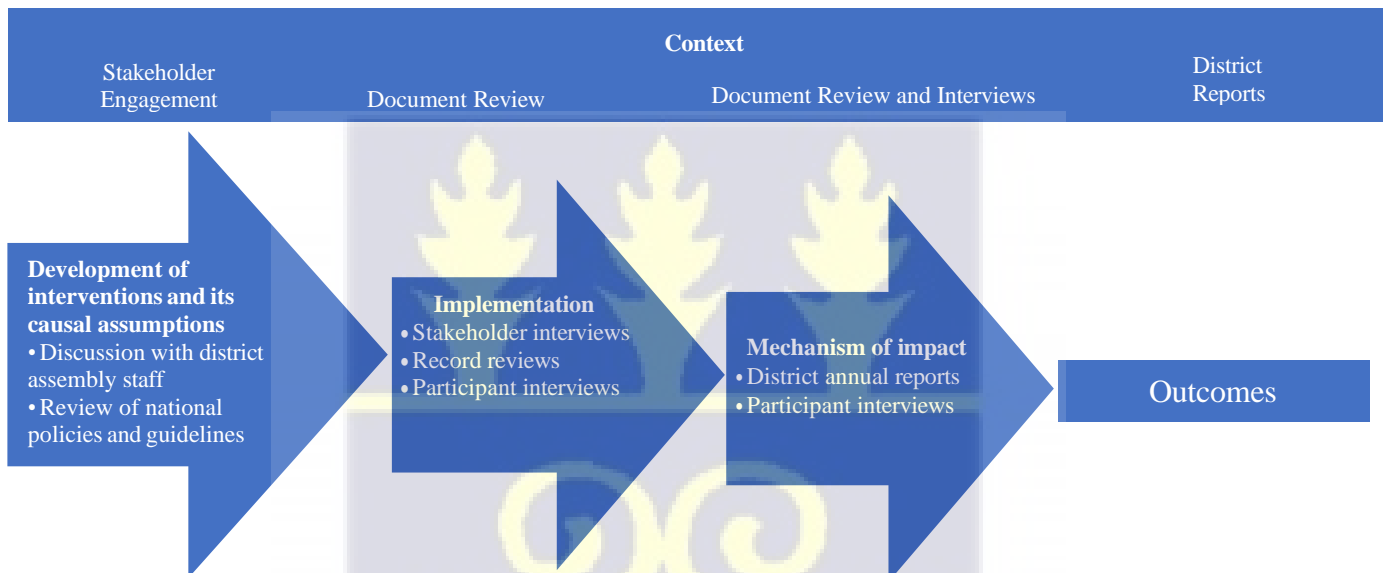 Context
Stakeholder
Engagement
Document Review
Document Review and Interviews
District
Reports
Development of
interventions and its
causal assumptions
• Discussion with district
assembly staff
• Review of national
policies and guidelines
Implementation
• Stakeholder interviews
• Record reviews
• Participant interviews
Mechanism of impact
• District annual reports
• Participant interviews
Outcomes